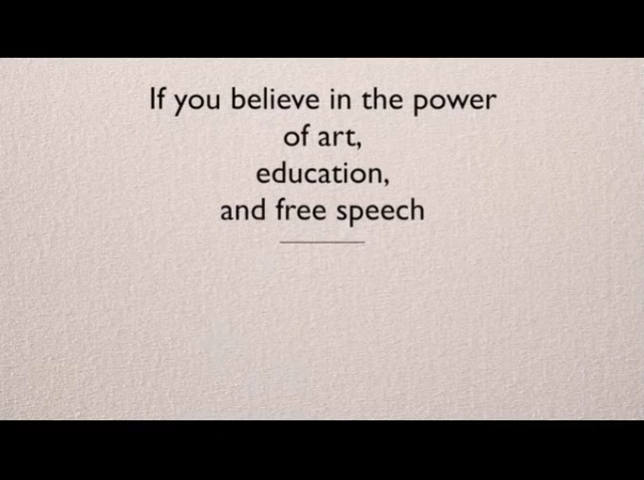 If you believe in the power
of art,
education,
and free speech